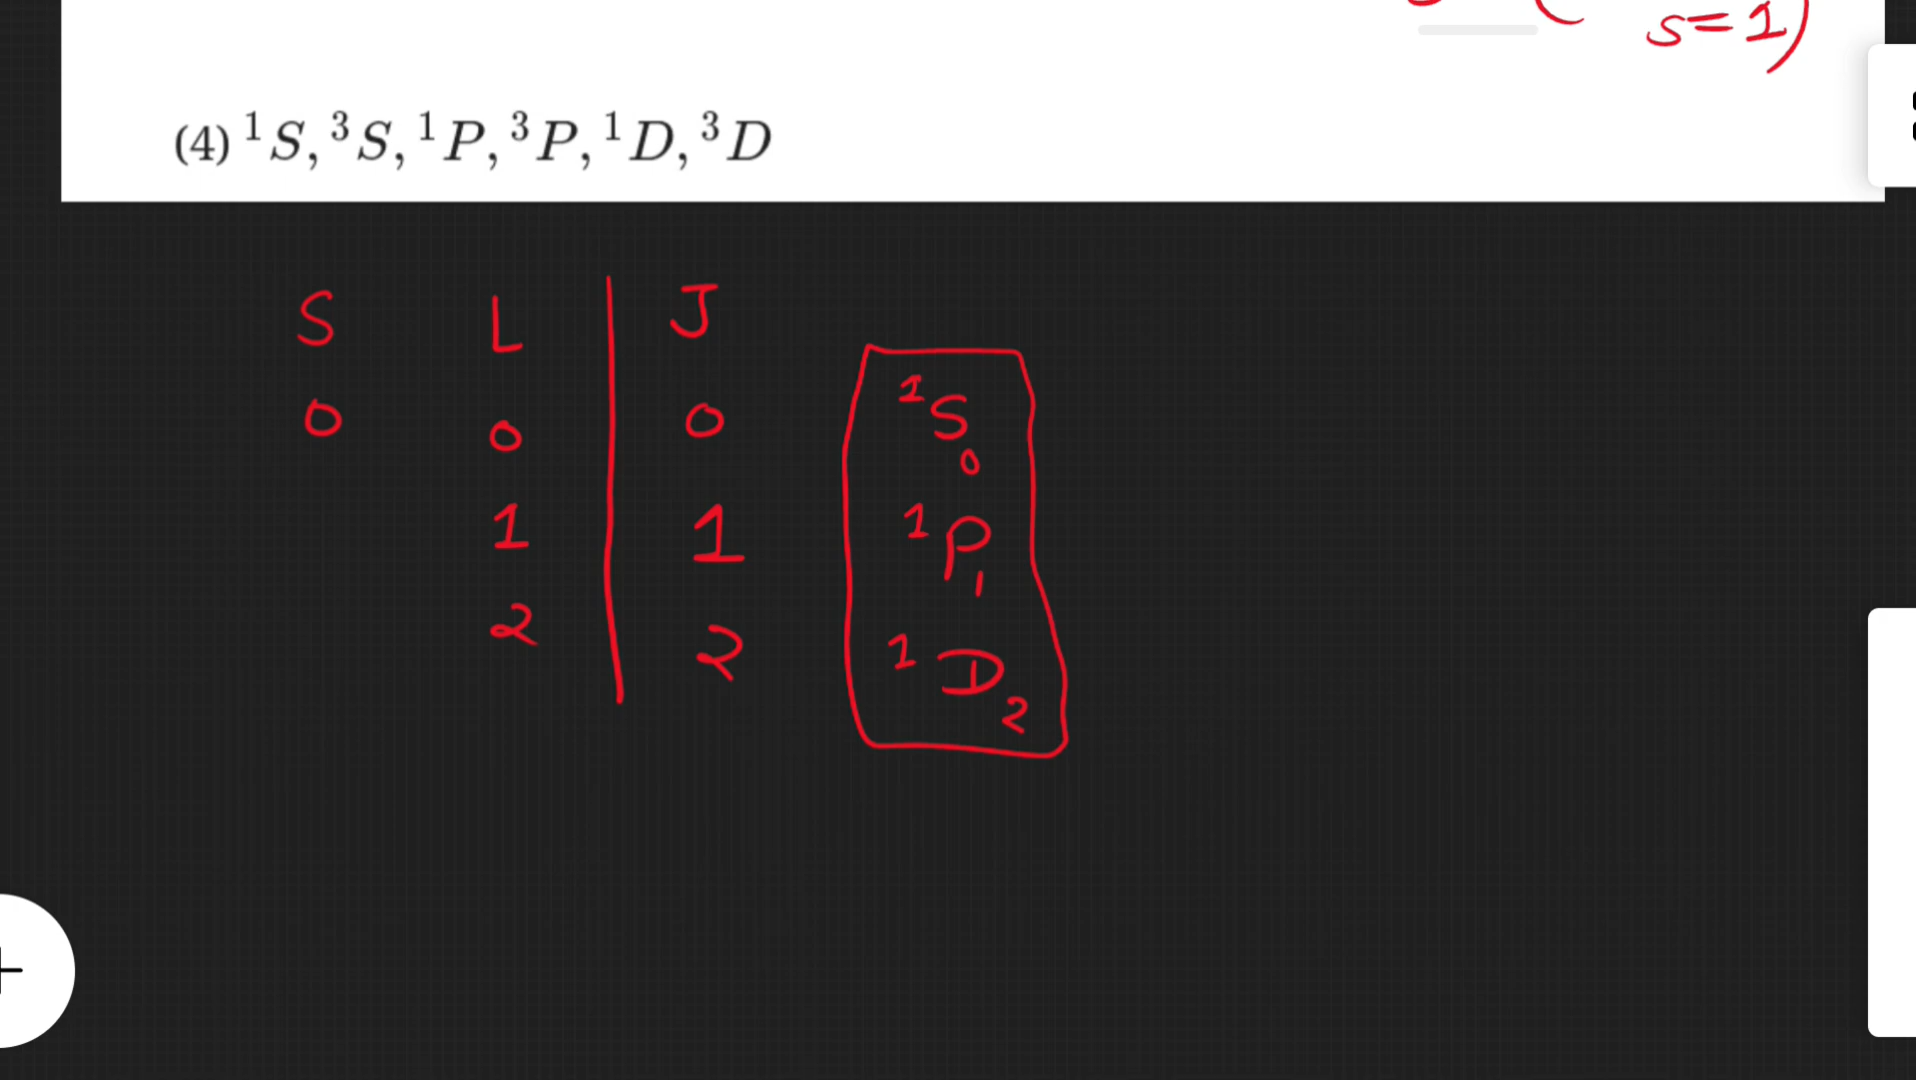 s=1)
(4) ¹S, ³S, ¹P, ³P, ¹D, ³D
S L J
0 0 0 ¹S₀
1 1 ¹P₁
2 2 ¹D₂